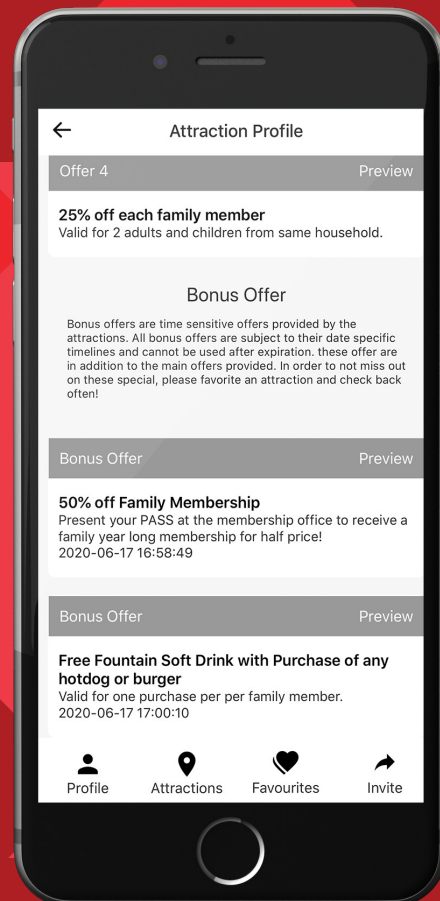 Attraction Profile
Offer 4 Preview
25% off each family member
Valid for 2 adults and children from same household.
Bonus Offer
Bonus offers are time sensitive offers provided by the
attractions. All bonus offers are subject to their date specific
timelines and cannot be used after expiration. these offer are
in addition to the main offers provided. In order to not miss out
on these special, please favorite an attraction and check back
often!
Bonus Offer Preview
50% off Family Membership
Present your PASS at the membership office to receive a
family year long membership for half price!
2020-06-17 16:58:49
Bonus Offer Preview
Free Fountain Soft Drink with Purchase of any
hotdog or burger
Valid for one purchase per per family member.
2020-06-17 17:00:10
Profile Attractions Favourites Invite